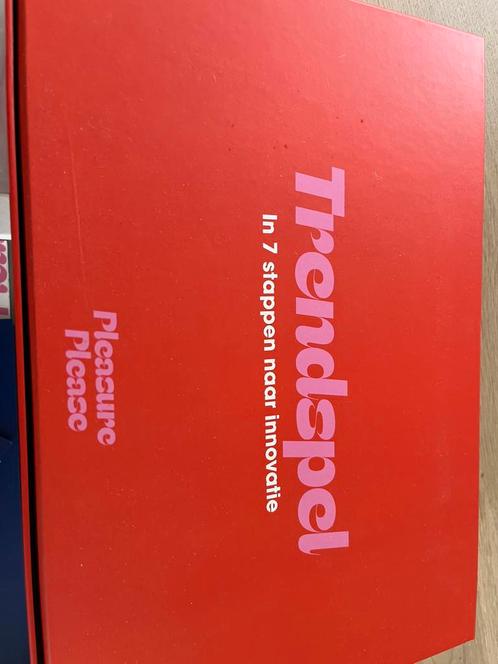 Trendspel
In 7 stappen naar innovatie
Pleasure
Please